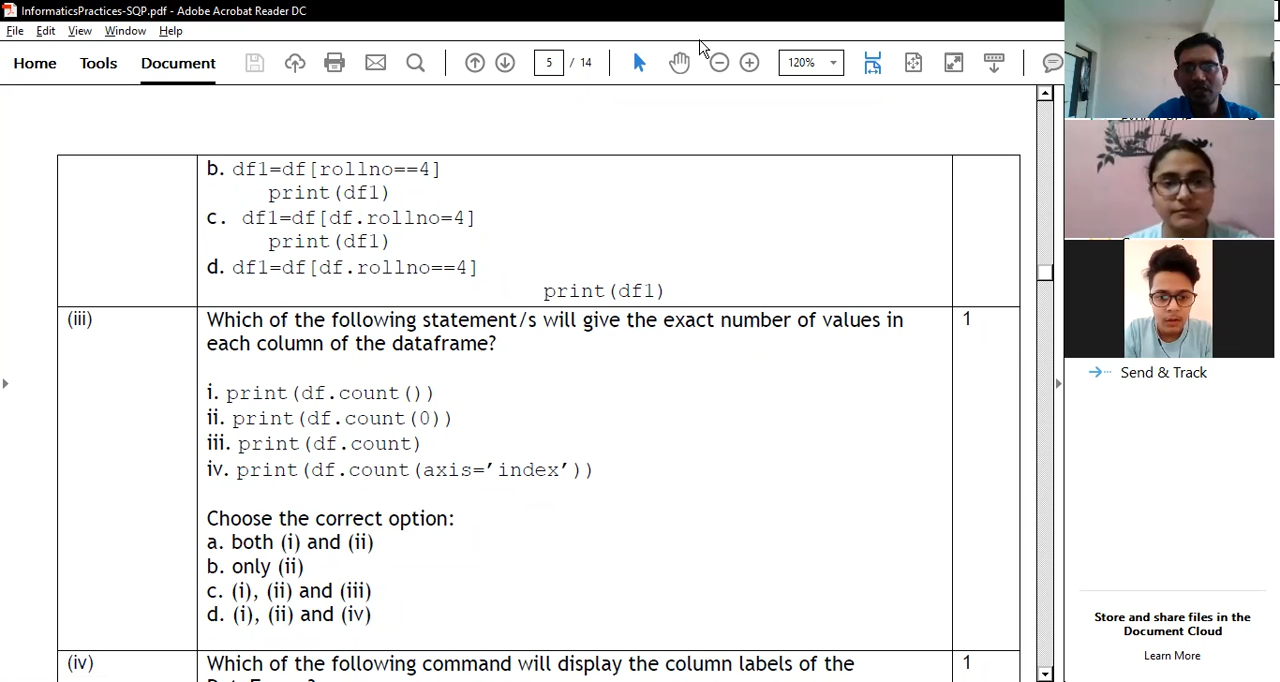 InformaticsPractices-SQP.pdf - Adobe Acrobat Reader DC
File Edit View Window Help
Home Tools Document 5 / 14 120%
b. df1=df[rollno==4]
print(df1)
c. df1=df[df.rollno=4]
print(df1)
d. df1=df[df.rollno==4]
print(df1)
(iii) Which of the following statement/s will give the exact number of values in 1
each column of the dataframe?
i. print(df.count())
ii. print(df.count(0))
iii. print(df.count)
iv. print(df.count(axis=’index’))
Choose the correct option:
a. both (i) and (ii)
b. only (ii)
c. (i), (ii) and (iii)
d. (i), (ii) and (iv)
(iv) Which of the following command will display the column labels of the 1
Send & Track
Store and share files in the
Document Cloud
Learn More